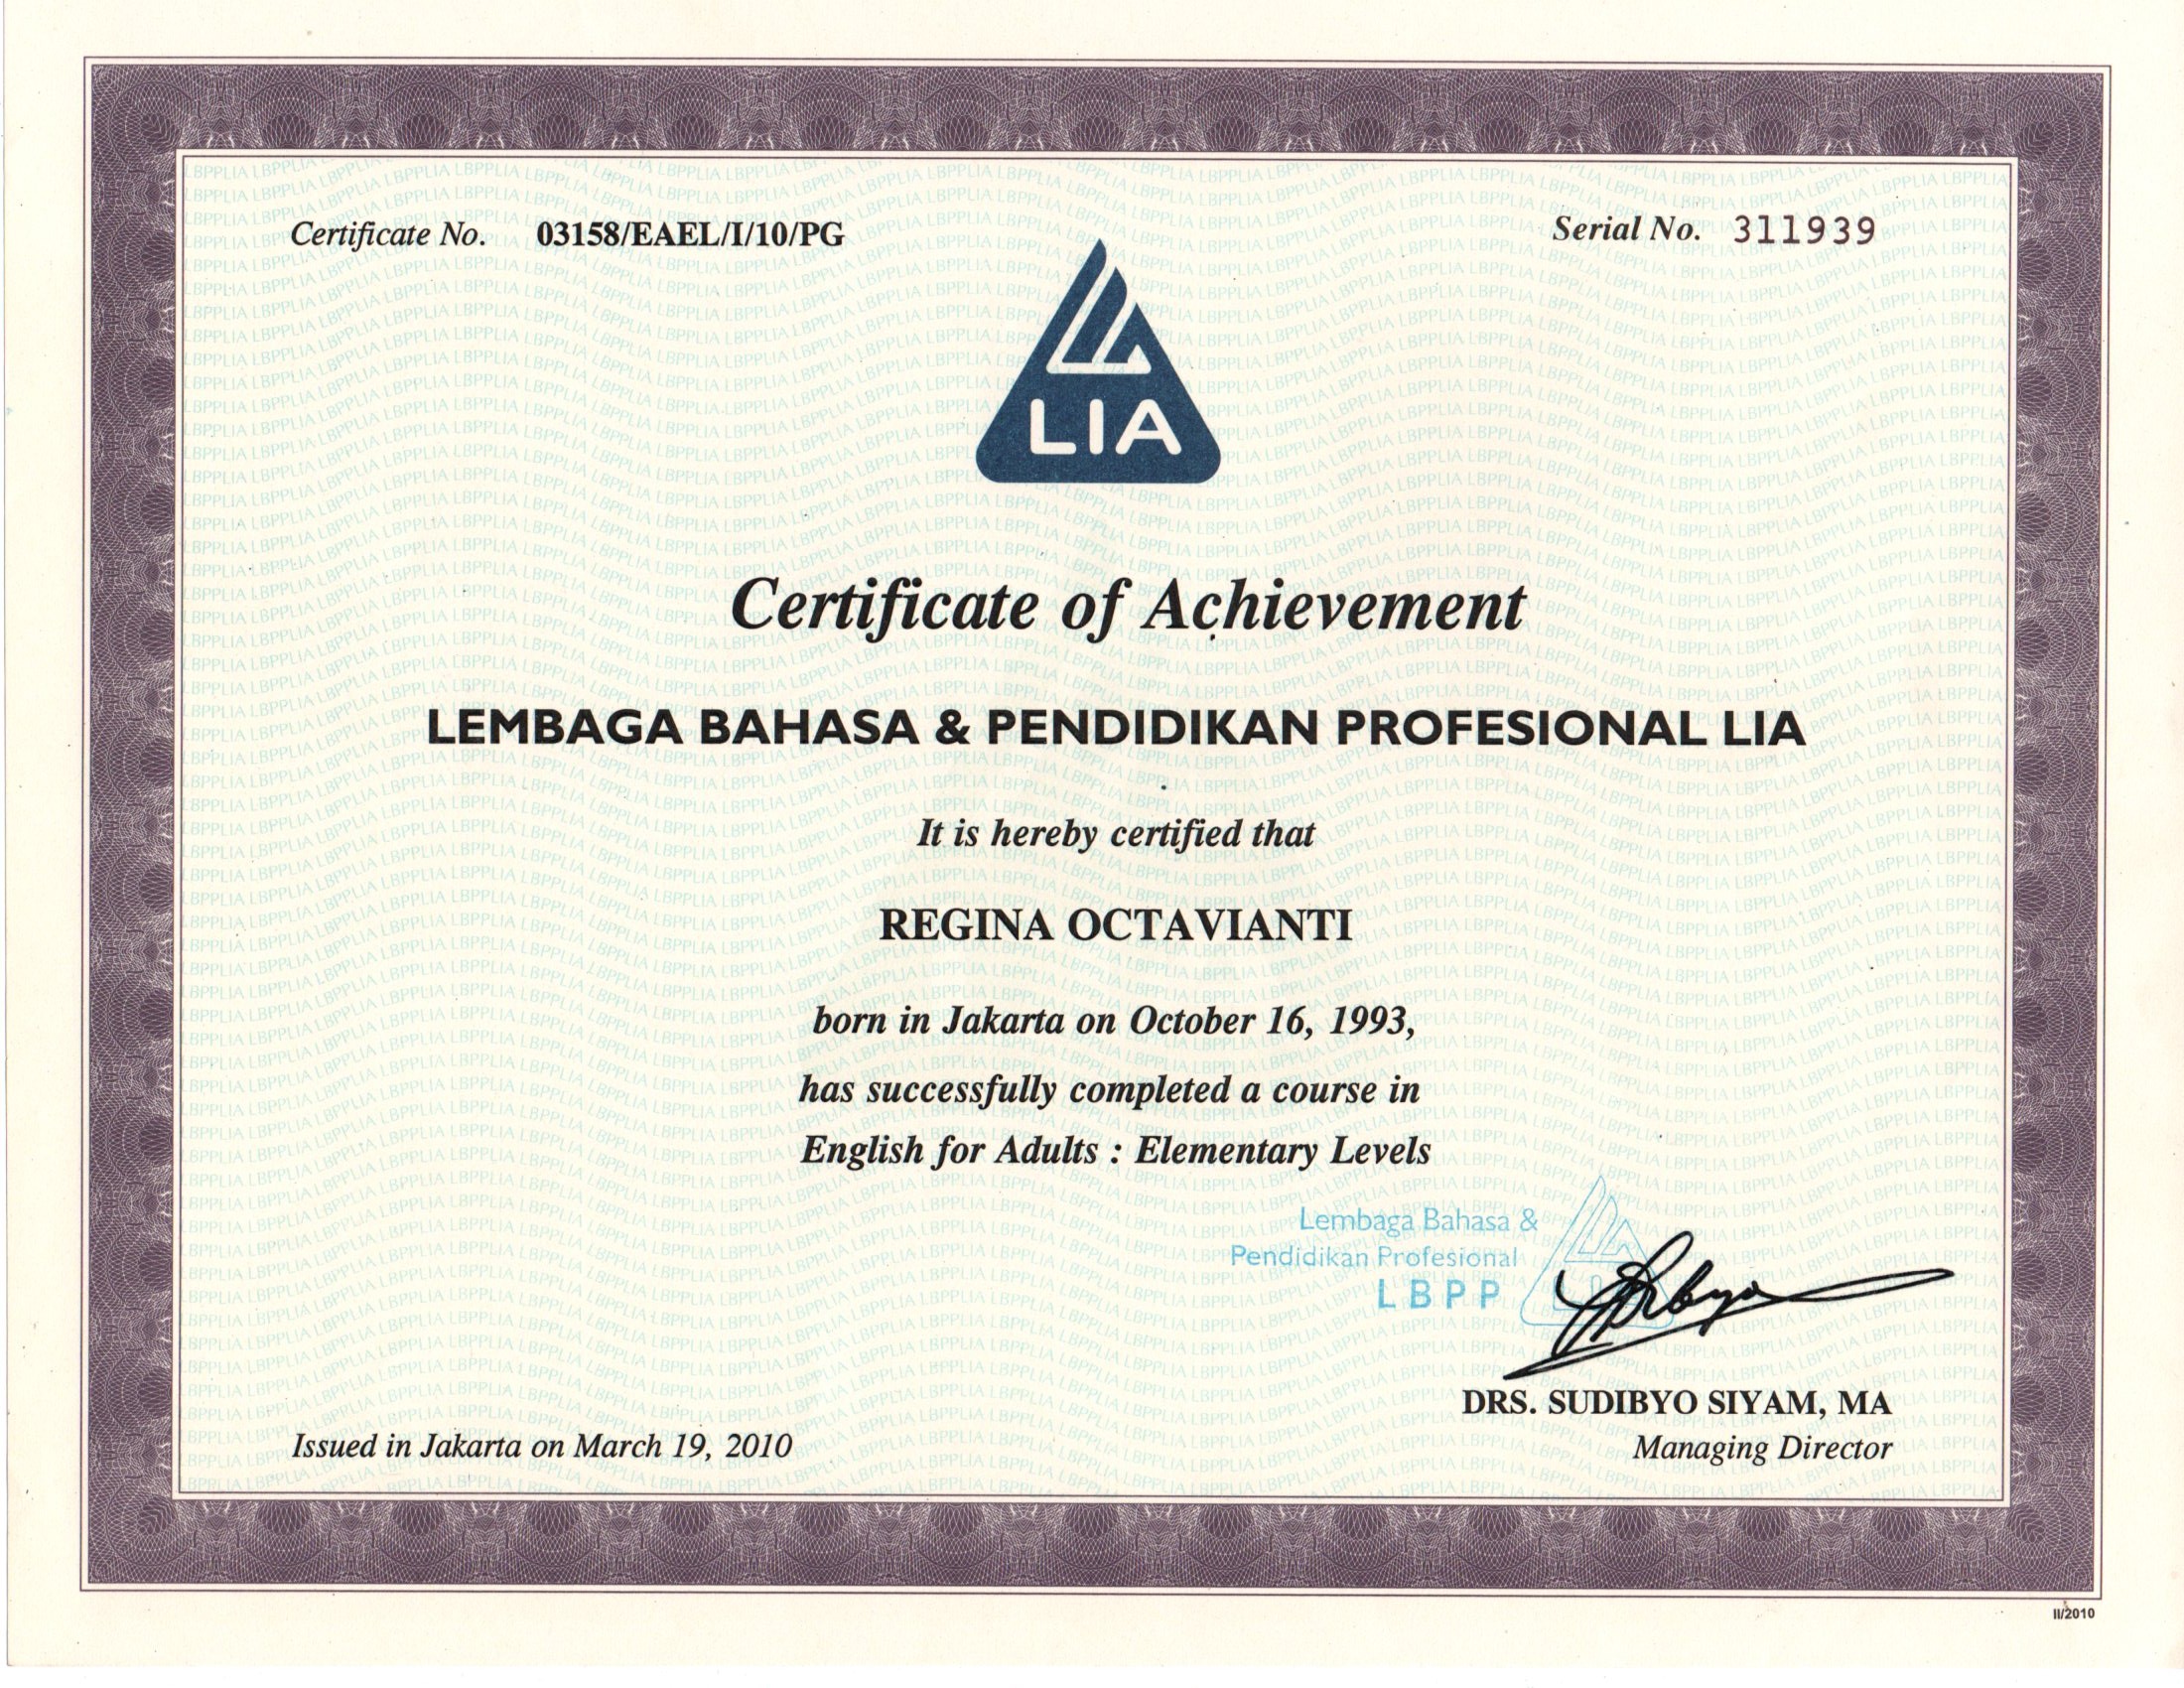 Certificate No. 03158/EAEL/I/10/PG
Serial No. 311939
LIA
Certificate of Achievement
LEMBAGA BAHASA & PENDIDIKAN PROFESIONAL LIA
It is hereby certified that
REGINA OCTAVIANTI
born in Jakarta on October 16, 1993,
has successfully completed a course in
English for Adults : Elementary Levels
Lembaga Bahasa &
Pendidikan Profesional
LBPP
LIA
DRS. SUDIBYO SIYAM, MA
Issued in Jakarta on March 19, 2010
Managing Director
II/2010